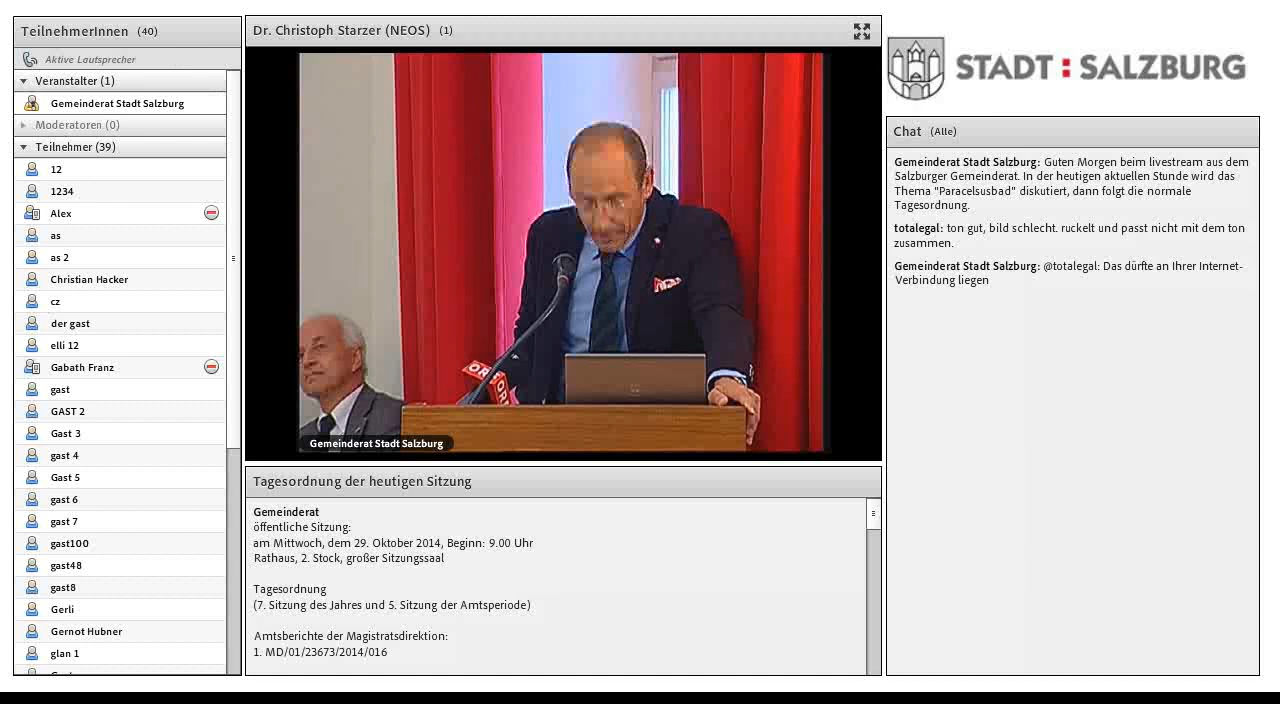 TeilnehmerInnen (40)
Aktive Lautsprecher
Veranstalter (1)
Gemeinderat Stadt Salzburg
Moderatoren (0)
Teilnehmer (39)
12
1234
Alex
as
as 2
Christian Hacker
cz
der gast
elli 12
Gabath Franz
gast
GAST 2
Gast 3
gast 4
Gast 5
gast 6
gast 7
gast100
gast48
gast8
Gerli
Gernot Hubner
glan 1
Dr. Christoph Starzer (NEOS) (1)
ORF
ORF
Gemeinderat Stadt Salzburg
Tagesordnung der heutigen Sitzung
Gemeinderat
öffentliche Sitzung:
am Mittwoch, dem 29. Oktober 2014, Beginn: 9.00 Uhr
Rathaus, 2. Stock, großer Sitzungssaal
Tagesordnung
(7. Sitzung des Jahres und 5. Sitzung der Amtsperiode)
Amtsberichte der Magistratsdirektion:
1. MD/01/23673/2014/016
STADT : SALZBURG
Chat (Alle)
Gemeinderat Stadt Salzburg: Guten Morgen beim livestream aus dem
Salzburger Gemeinderat. In der heutigen aktuellen Stunde wird das
Thema "Paracelsusbad" diskutiert, dann folgt die normale
Tagesordnung.
totalegal: ton gut, bild schlecht. ruckelt und passt nicht mit dem ton
zusammen.
Gemeinderat Stadt Salzburg: @totalegal: Das dürfte an Ihrer Internet-
Verbindung liegen